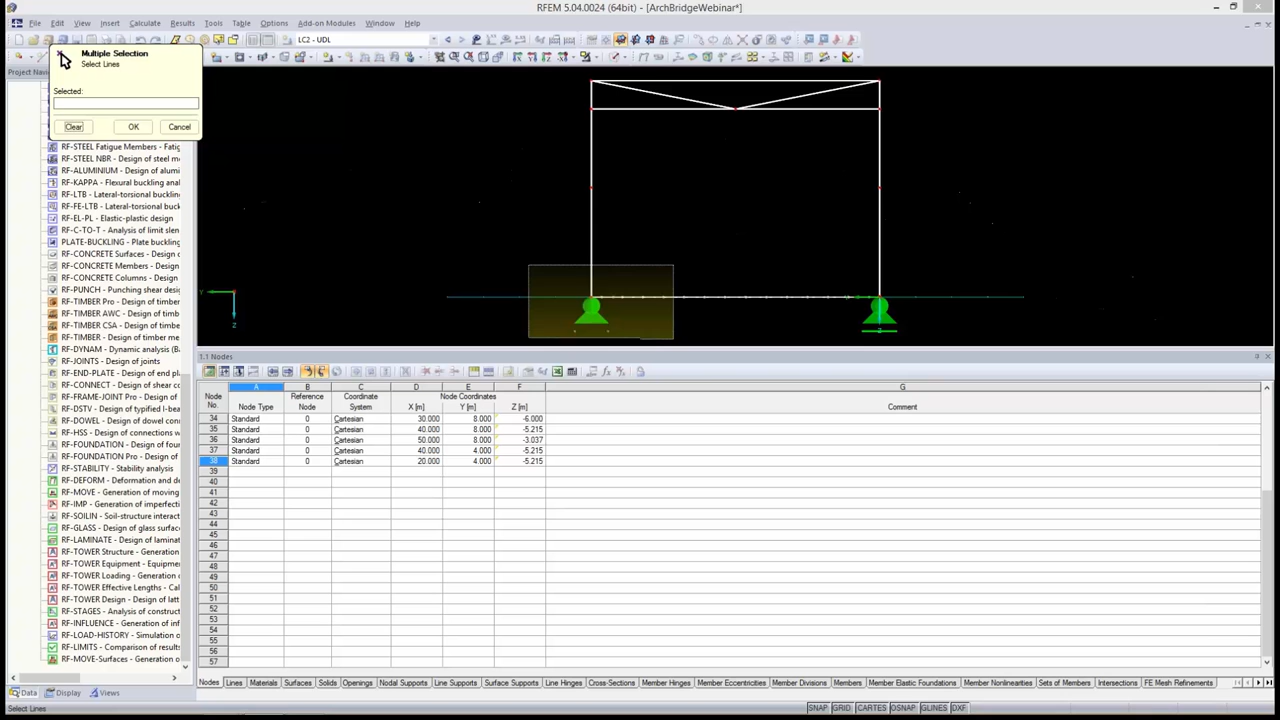 RFEM 5.04.0024 (64bit) - [ArchBridgeWebinar*]
File Edit View Insert Calculate Results Tools Table Options Add-on Modules Window Help
LC2 - UDL
Multiple Selection
Select Lines
Selected:
Clear OK Cancel
Project Nav
RF-STEEL Fatigue Members - Fatig
RF-STEEL NBR - Design of steel m
RF-ALUMINIUM - Design of alumi
RF-KAPPA - Flexural buckling anal
RF-LTB - Lateral-torsional buckling
RF-FE-LTB - Lateral-torsional buck
RF-EL-PL - Elastic-plastic design
RF-C-TO-T - Analysis of limit slen
PLATE-BUCKLING - Plate buckling
RF-CONCRETE Surfaces - Design of
RF-CONCRETE Members - Design
RF-CONCRETE Columns - Design
RF-PUNCH - Punching shear desig
RF-TIMBER Pro - Design of timber
RF-TIMBER AWC - Design of timb
RF-TIMBER CSA - Design of timbe
RF-TIMBER - Design of timber me
RF-DYNAM - Dynamic analysis (Ba
RF-JOINTS - Design of joints
RF-END-PLATE - Design of end pl
RF-CONNECT - Design of shear co
RF-FRAME-JOINT Pro - Design of
RF-DSTV - Design of typified I-bea
RF-DOWEL - Design of dowel conn
RF-HSS - Design of connections w
RF-FOUNDATION - Design of fou
RF-FOUNDATION Pro - Design of
RF-STABILITY - Stability analysis
RF-DEFORM - Deformation and de
RF-MOVE - Generation of moving
RF-IMP - Generation of imperfecti
RF-SOILIN - Soil-structure interact
RF-GLASS - Design of glass surfac
RF-LAMINATE - Design of laminat
RF-TOWER Structure - Generation
RF-TOWER Equipment - Equipmen
RF-TOWER Loading - Generation o
RF-TOWER Effective Lengths - Cal
RF-TOWER Design - Design of latt
RF-STAGES - Analysis of construct
RF-INFLUENCE - Generation of inf
RF-LOAD-HISTORY - Simulation o
RF-LIMITS - Comparison of results
RF-MOVE-Surfaces - Generation o
Data Display Views
Y
Z
Z
1.1 Nodes
A B C D E F G
Node No. Node Type Reference Node Coordinate System Node Coordinates X [m] Y [m] Z [m] Comment
34 Standard 0 Cartesian 30.000 8.000 -6.000
35 Standard 0 Cartesian 40.000 8.000 -5.215
36 Standard 0 Cartesian 50.000 8.000 -3.037
37 Standard 0 Cartesian 40.000 4.000 -5.215
38 Standard 0 Cartesian 20.000 4.000 -5.215
39
40
41
42
43
44
45
46
47
48
49
50
51
52
53
54
55
56
57
Nodes Lines Materials Surfaces Solids Openings Nodal Supports Line Supports Surface Supports Line Hinges Cross-Sections Member Hinges Member Eccentricities Member Divisions Members Member Elastic Foundations Member Nonlinearities Sets of Members Intersections FE Mesh Refinements
Select Lines
SNAP GRID CARTES OSNAP GLINES DXF